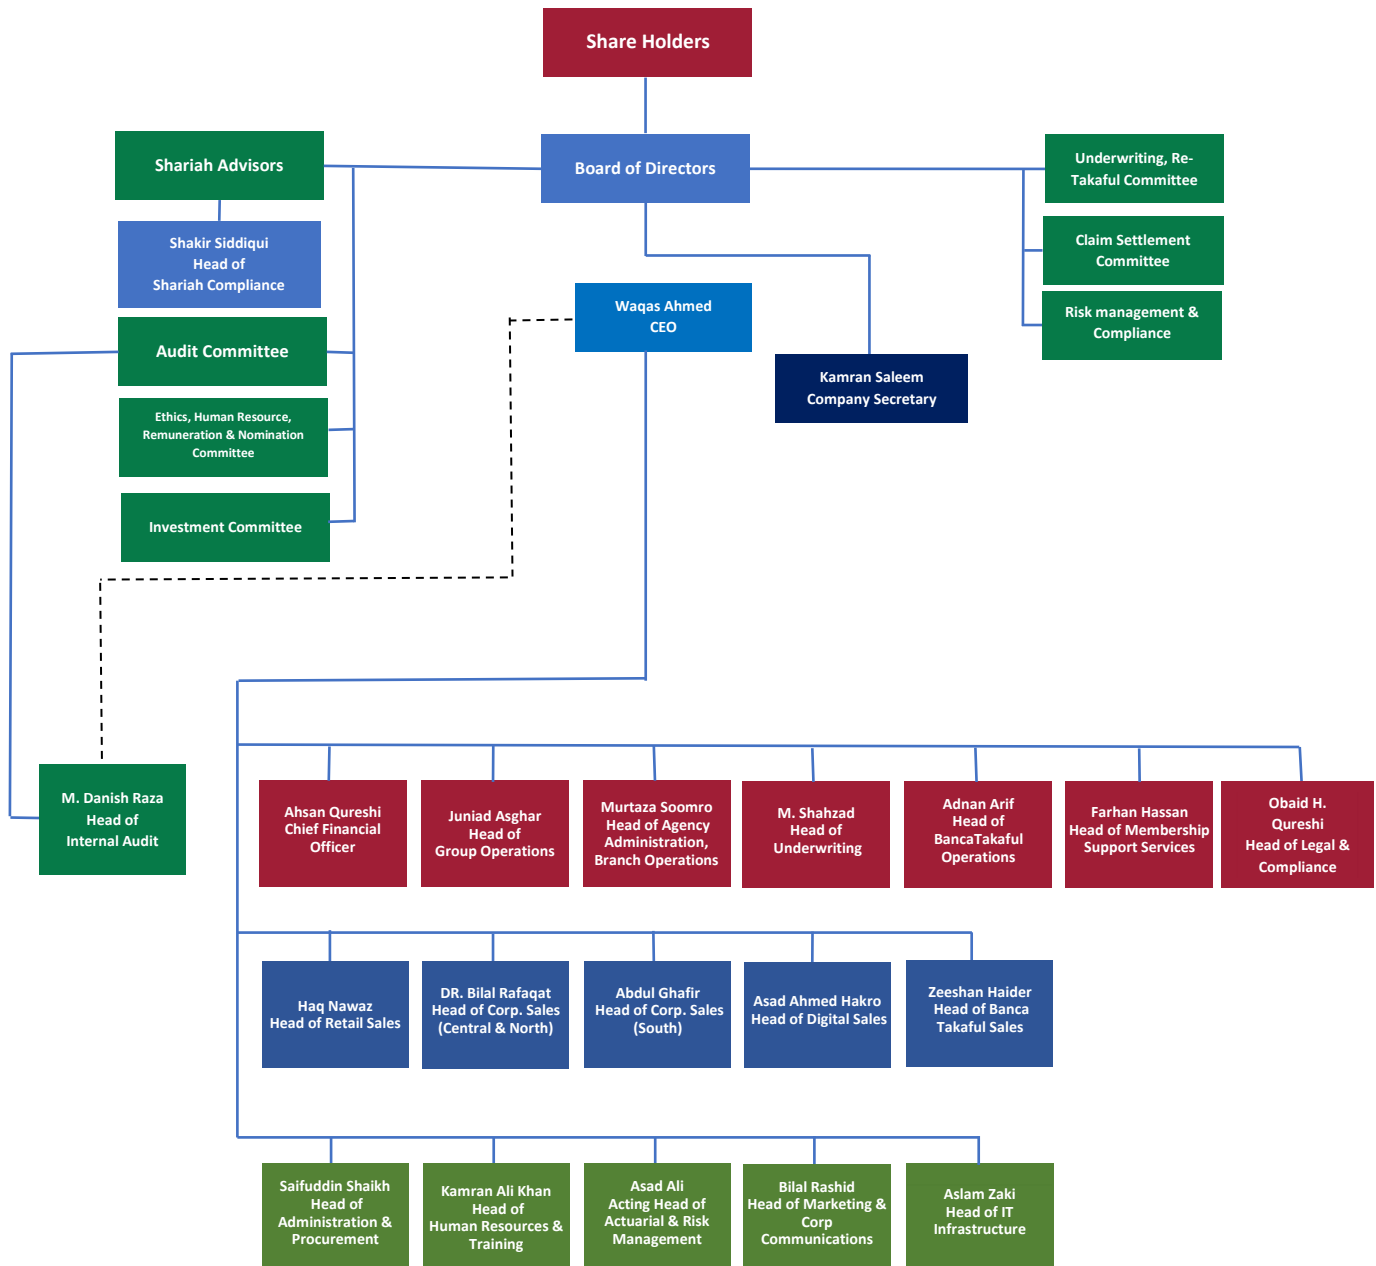 Share Holders
Shariah Advisors
Board of Directors
Underwriting, Re-
Takaful Committee
Shakir Siddiqui
Head of
Shariah Compliance
Claim Settlement
Committee
Waqas Ahmed
CEO
Risk management &
Compliance
Audit Committee
Kamran Saleem
Company Secretary
Ethics, Human Resource,
Remuneration & Nomination
Committee
Investment Committee
M. Danish Raza
Head of
Internal Audit
Ahsan Qureshi
Chief Financial
Officer
Juniad Asghar
Head of
Group Operations
Murtaza Soomro
Head of Agency
Administration,
Branch Operations
M. Shahzad
Head of
Underwriting
Adnan Arif
Head of
BancaTakaful
Operations
Farhan Hassan
Head of Membership
Support Services
Obaid H.
Qureshi
Head of Legal &
Compliance
Haq Nawaz
Head of Retail Sales
DR. Bilal Rafaqat
Head of Corp. Sales
(Central & North)
Abdul Ghafir
Head of Corp. Sales
(South)
Asad Ahmed Hakro
Head of Digital Sales
Zeeshan Haider
Head of Banca
Takaful Sales
Saifuddin Shaikh
Head of
Administration &
Procurement
Kamran Ali Khan
Head of
Human Resources &
Training
Asad Ali
Acting Head of
Actuarial & Risk
Management
Bilal Rashid
Head of Marketing &
Corp
Communications
Aslam Zaki
Head of IT
Infrastructure